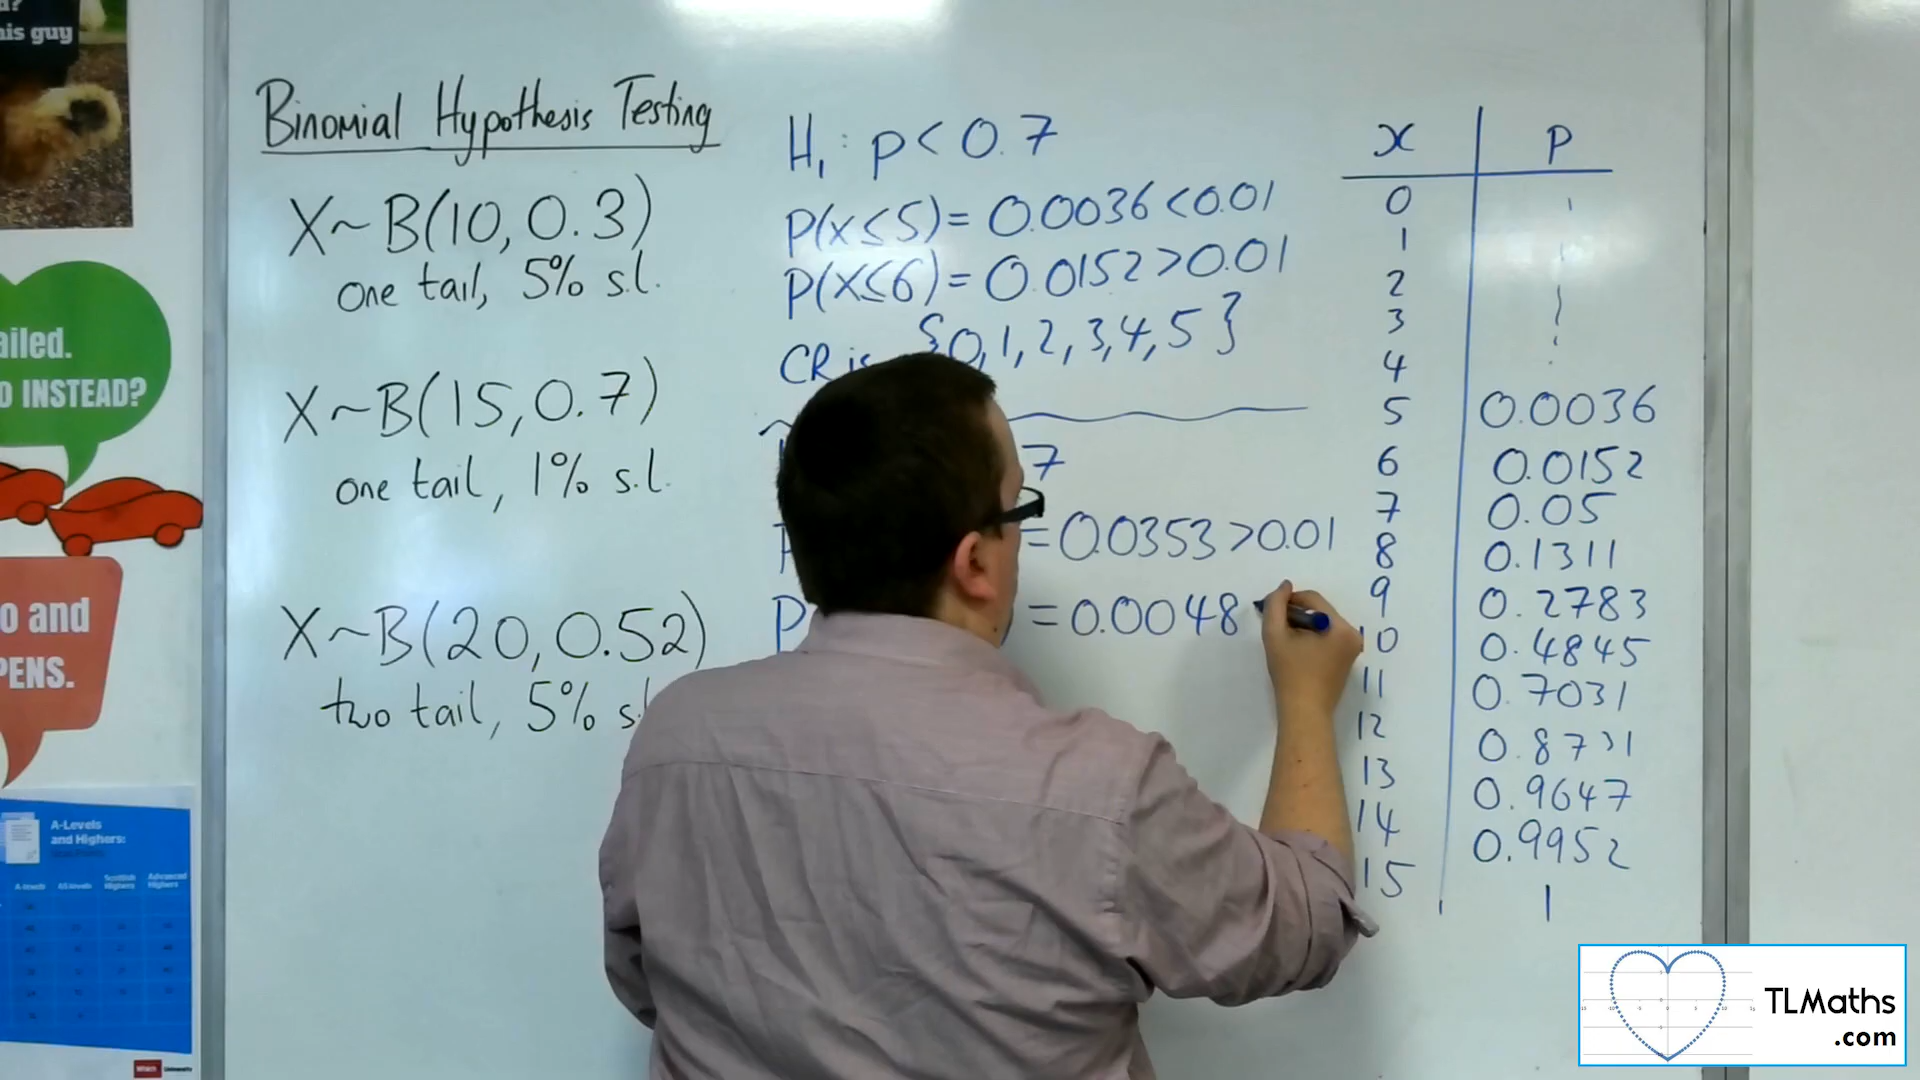 his guy
ailed.
O INSTEAD?
o and
PENS.
A-Levels
and Highers:
Binomial Hypothesis Testing
X~B(10, 0.3)
one tail, 5% s.l.
X~B(15, 0.7)
one tail, 1% s.l.
X~B(20, 0.52)
two tail, 5% s.l
H₁: p < 0.7
P(X≤5) = 0.0036 < 0.01
P(X≤6) = 0.0152 > 0.01
CR is {0, 1, 2, 3, 4, 5}
7
= 0.0353 > 0.01
P = 0.0048
x p
0
1
2
3
4
5 0.0036
6 0.0152
7 0.05
8 0.1311
9 0.2783
10 0.4845
11 0.7031
12 0.8731
13 0.9647
14 0.9952
15 1
TLMaths
.com